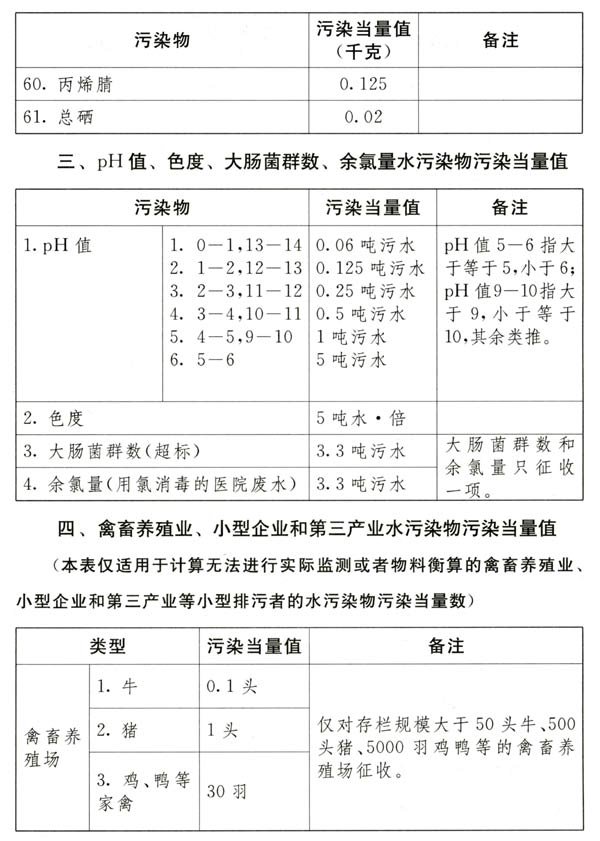 污染物 污染当量值（千克） 备注
60. 丙烯腈 0.125
61. 总硒 0.02
三、pH 值、色度、大肠菌群数、余氯量水污染物污染当量值
污染物 污染当量值 备注
1. pH 值 1. 0－1,13－14 0.06 吨污水 pH 值 5－6 指大
2. 1－2,12－13 0.125 吨污水 于等于 5,小于 6;
3. 2－3,11－12 0.25 吨污水 pH 值9－10指大
4. 3－4,10－11 0.5 吨污水 于 9,小于等于
5. 4－5,9－10 1 吨污水 10,其余类推。
6. 5－6 5 吨污水
2. 色度 5 吨水·倍
3. 大肠菌群数(超标) 3.3 吨污水 大肠菌群数和
余氯量只征收
4. 余氯量(用氯消毒的医院废水) 3.3 吨污水 一项。
四、禽畜养殖业、小型企业和第三产业水污染物污染当量值
(本表仅适用于计算无法进行实际监测或者物料衡算的禽畜养殖业、
小型企业和第三产业等小型排污者的水污染物污染当量数)
类型 污染当量值 备注
禽畜养
殖场
1. 牛 0.1 头
2. 猪 1 头
3. 鸡、鸭等
家禽 30 羽
仅对存栏规模大于 50 头牛、500
头猪、5000 羽鸡鸭等的禽畜养
殖场征收。